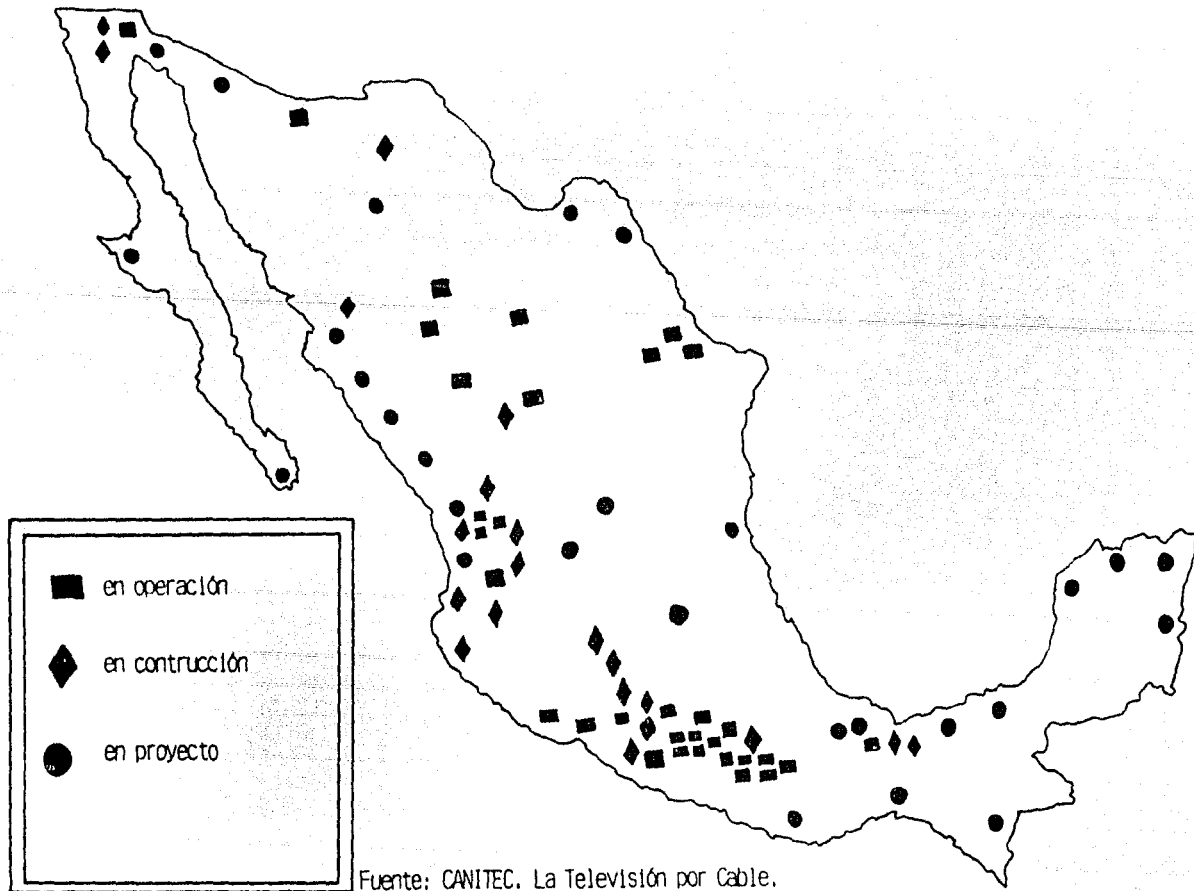 en operación
en contrucción
en proyecto
Fuente: CANITEC. La Televisión por Cable.